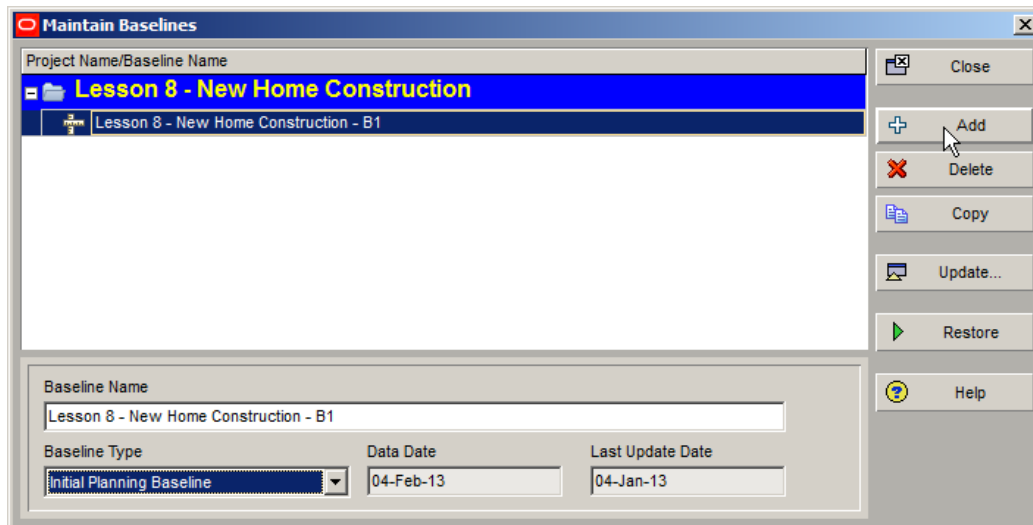 Maintain Baselines
Project Name/Baseline Name
Lesson 8 - New Home Construction
Lesson 8 - New Home Construction - B1
Close
Add
Delete
Copy
Update...
Restore
Help
Baseline Name
Lesson 8 - New Home Construction - B1
Baseline Type Data Date Last Update Date
Initial Planning Baseline 04-Feb-13 04-Jan-13